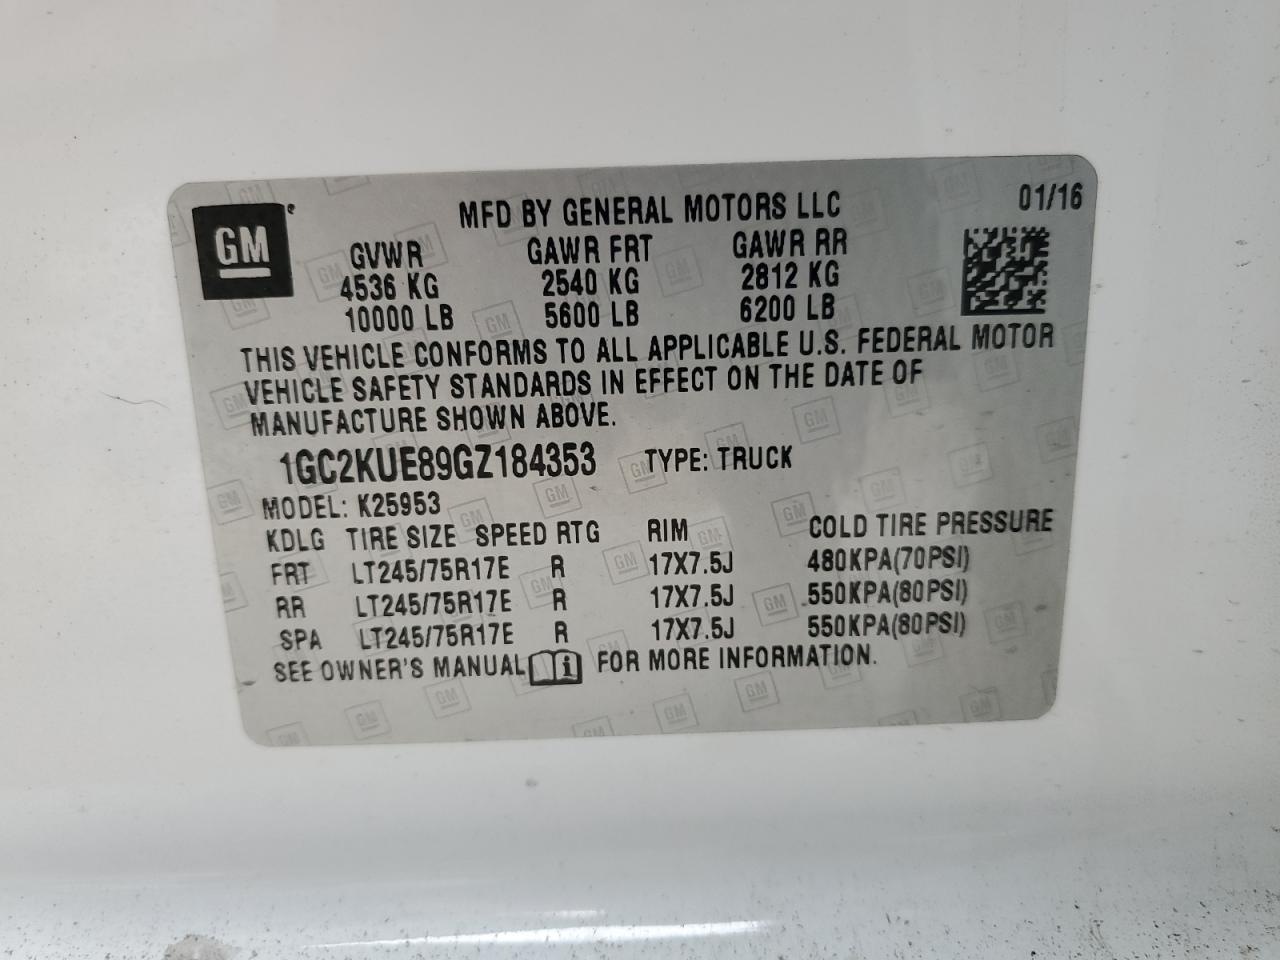 GM
MFD BY GENERAL MOTORS LLC 01/16
GVWR GAWR FRT GAWR RR
4536 KG 2540 KG 2812 KG
10000 LB 5600 LB 6200 LB
THIS VEHICLE CONFORMS TO ALL APPLICABLE U.S. FEDERAL MOTOR
VEHICLE SAFETY STANDARDS IN EFFECT ON THE DATE OF
MANUFACTURE SHOWN ABOVE.
1GC2KUE89GZ184353 TYPE: TRUCK
MODEL: K25953
KDLG TIRE SIZE SPEED RTG RIM COLD TIRE PRESSURE
FRT LT245/75R17E R 17X7.5J 480KPA(70PSI)
RR LT245/75R17E R 17X7.5J 550KPA(80PSI)
SPA LT245/75R17E R 17X7.5J 550KPA(80PSI)
SEE OWNER'S MANUAL i FOR MORE INFORMATION.